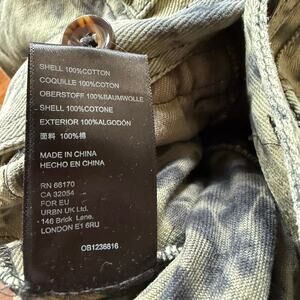 SHELL 100%COTTON
COQUILLE 100%COTON
OBERSTOFF 100%BAUMWOLLE
SHELL 100%COTONE
EXTERIOR 100%ALGODÓN
面料 100%棉
MADE IN CHINA
HECHO EN CHINA
RN 66170
CA 32054
FOR EU
URBN UK Ltd.
146 Brick Lane,
LONDON E1 6RU
OB1236816